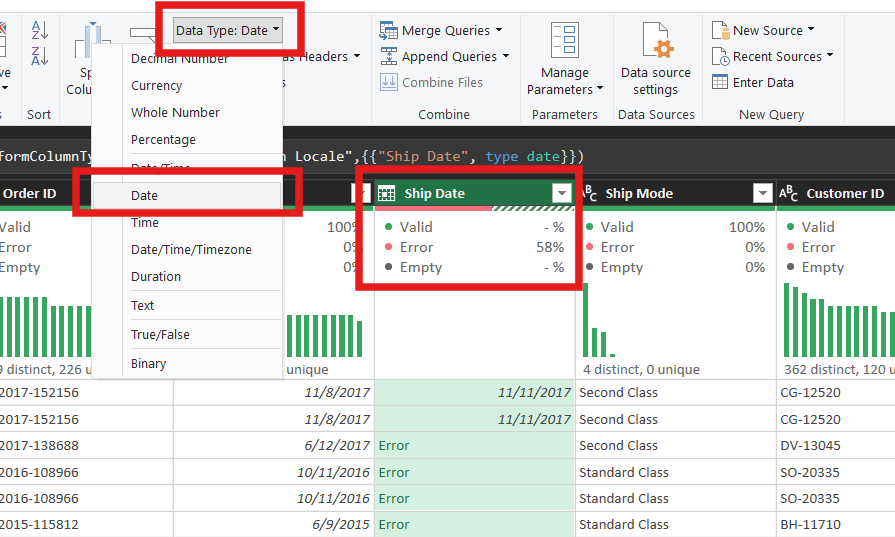 Data Type: Date
A Z
Z A
Sort
Decimal Number
Currency
Whole Number
Percentage
Date/Time
Date
Time
Date/Time/Timezone
Duration
Text
True/False
Binary
as Headers
Merge Queries
Append Queries
Combine Files
Combine
Manage
Parameters
Parameters
Data source
settings
Data Sources
New Source
Recent Sources
Enter Data
New Query
Locale",{{"Ship Date", type date}})
Order ID
Ship Date
ABC Ship Mode
ABC Customer ID
Valid 100% Valid - % Valid 100% Valid
Error 0% Error 58% Error 0% Error
Empty 0% Empty - % Empty 0% Empty
226 u
unique
4 distinct, 0 unique
362 distinct, 120 u
2017-152156 11/8/2017 11/11/2017 Second Class CG-12520
2017-152156 11/8/2017 11/11/2017 Second Class CG-12520
2017-138688 6/12/2017 Error Second Class DV-13045
2016-108966 10/11/2016 Error Standard Class SO-20335
2016-108966 10/11/2016 Error Standard Class SO-20335
2015-115812 6/9/2015 Error Standard Class BH-11710